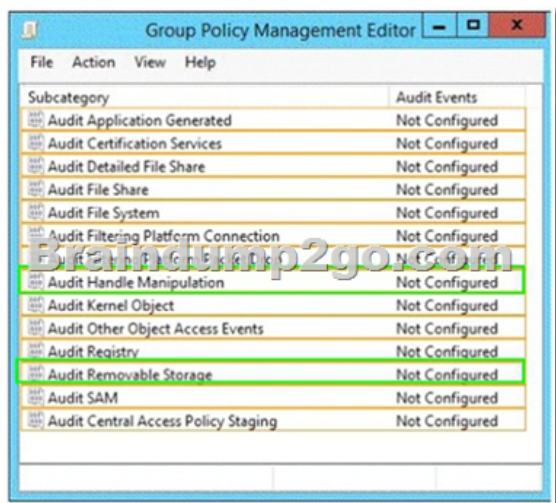 Group Policy Management Editor
File Action View Help
Subcategory Audit Events
Audit Application Generated Not Configured
Audit Certification Services Not Configured
Audit Detailed File Share Not Configured
Audit File Share Not Configured
Audit File System Not Configured
Audit Filtering Platform Connection Not Configured
Braindump2go.com
Audit Handle Manipulation Not Configured
Audit Kernel Object Not Configured
Audit Other Object Access Events Not Configured
Audit Registry Not Configured
Audit Removable Storage Not Configured
Audit SAM Not Configured
Audit Central Access Policy Staging Not Configured